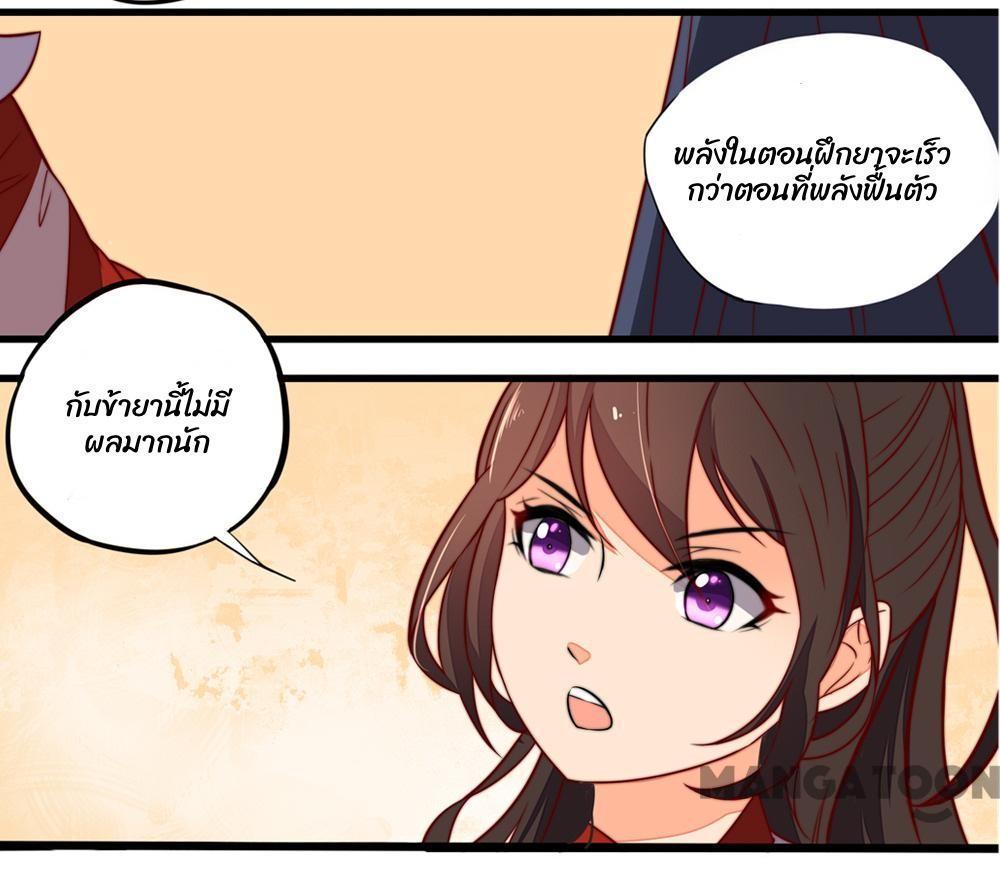 พลังในตอนฝึกยาจะเร็ว
กว่าตอนที่พลังฟื้นตัว
กับข้ายานี้ไม่มี
ผลมากนัก
MANGATOON